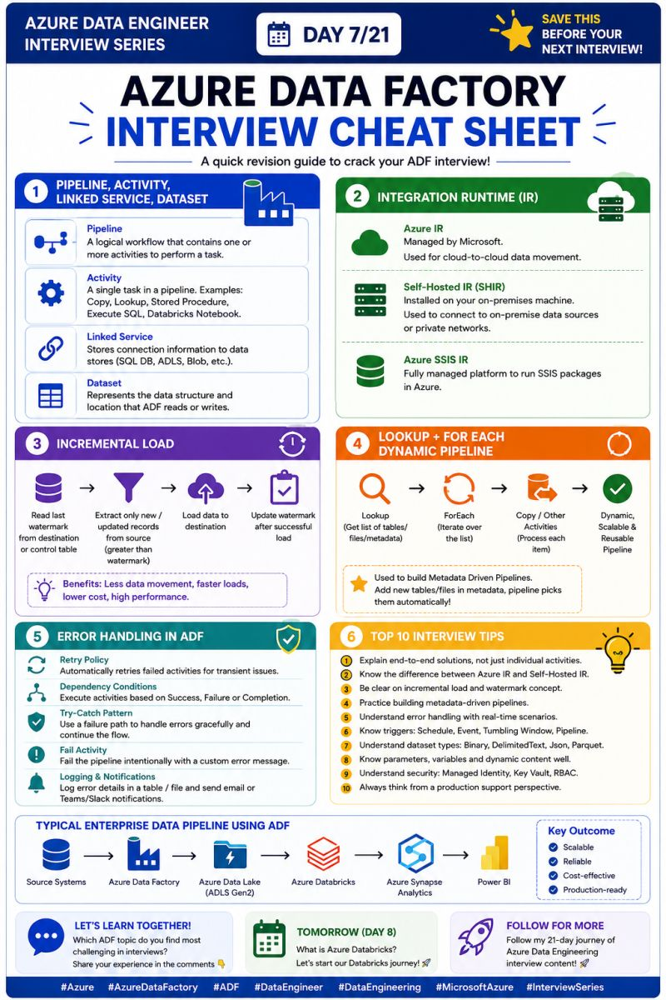 AZURE DATA ENGINEER
INTERVIEW SERIES
DAY 7/21
SAVE THIS
BEFORE YOUR
NEXT INTERVIEW!
AZURE DATA FACTORY
INTERVIEW CHEAT SHEET
A quick revision guide to crack your ADF interview!
1
PIPELINE, ACTIVITY,
LINKED SERVICE, DATASET
Pipeline
A logical workflow that contains one or
more activities to perform a task.
Activity
A single task in a pipeline. Examples:
Copy, Lookup, Stored Procedure,
Execute SQL, Databricks Notebook.
Linked Service
Stores connection information to data
stores (SQL DB, ADLS, Blob, etc.).
Dataset
Represents the data structure and
location that ADF reads or writes.
2 INTEGRATION RUNTIME (IR)
Azure IR
Managed by Microsoft.
Used for cloud-to-cloud data movement.
Self-Hosted IR (SHIR)
Installed on your on-premises machine.
Used to connect to on-premise data sources
or private networks.
Azure SSIS IR
Fully managed platform to run SSIS packages
in Azure.
3 INCREMENTAL LOAD
Read last
watermark
from destination
or control table
Extract only new /
updated records
from source
(greater than
watermark)
Load data to
destination
Update watermark
after successful
load
Benefits: Less data movement, faster loads,
lower cost, high performance.
4
LOOKUP + FOR EACH
DYNAMIC PIPELINE
Lookup
(Get list of tables/
files/metadata)
ForEach
(Iterate over
the list)
Copy / Other
Activities
(Process each
item)
Dynamic,
Scalable &
Reusable
Pipeline
Used to build Metadata Driven Pipelines.
Add new tables/files in metadata, pipeline picks
them automatically!
5 ERROR HANDLING IN ADF
Retry Policy
Automatically retries failed activities for transient issues.
Dependency Conditions
Execute activities based on Success, Failure or Completion.
Try-Catch Pattern
Use a failure path to handle errors gracefully and
continue the flow.
Fail Activity
Fail the pipeline intentionally with a custom error message.
Logging & Notifications
Log error details in a table / file and send email or
Teams/Slack notifications.
6 TOP 10 INTERVIEW TIPS
1 Explain end-to-end solutions, not just individual activities.
2 Know the difference between Azure IR and Self-Hosted IR.
3 Be clear on incremental load and watermark concept.
4 Practice building metadata-driven pipelines.
5 Understand error handling with real-time scenarios.
6 Know triggers: Schedule, Event, Tumbling Window, Pipeline.
7 Understand dataset types: Binary, DelimitedText, Json, Parquet.
8 Know parameters, variables and dynamic content well.
9 Understand security: Managed Identity, Key Vault, RBAC.
10 Always think from a production support perspective.
TYPICAL ENTERPRISE DATA PIPELINE USING ADF
Source Systems
Azure Data Factory
Azure Data Lake
(ADLS Gen2)
Azure Databricks
Azure Synapse
Analytics
Power BI
Key Outcome
Scalable
Reliable
Cost-effective
Production-ready
LET'S LEARN TOGETHER!
Which ADF topic do you find most
challenging in interviews?
Share your experience in the comments 👇
TOMORROW (DAY 8)
What is Azure Databricks?
Let's start our Databricks journey! 🚀
FOLLOW FOR MORE
Follow my 21-day journey of
Azure Data Engineering
interview content! 🚀
#Azure #AzureDataFactory #ADF #DataEngineer #DataEngineering #MicrosoftAzure #InterviewSeries